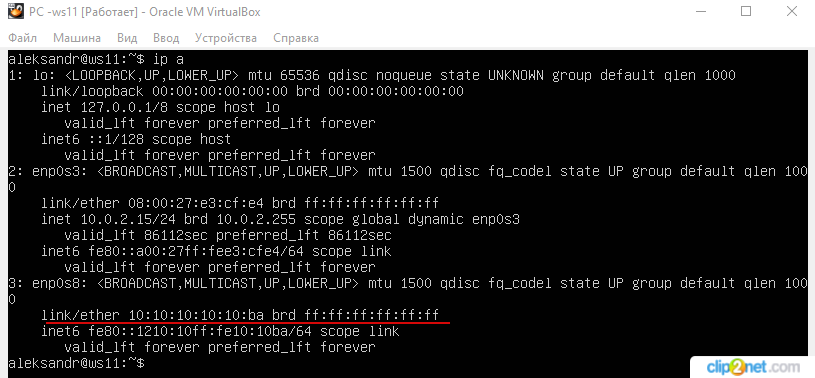 PC -ws11 [Работает] - Oracle VM VirtualBox
Файл Машина Вид Ввод Устройства Справка
aleksandr@ws11:~$ ip a
1: lo: <LOOPBACK,UP,LOWER_UP> mtu 65536 qdisc noqueue state UNKNOWN group default qlen 1000
link/loopback 00:00:00:00:00:00 brd 00:00:00:00:00:00
inet 127.0.0.1/8 scope host lo
valid_lft forever preferred_lft forever
inet6 ::1/128 scope host
valid_lft forever preferred_lft forever
2: enp0s3: <BROADCAST,MULTICAST,UP,LOWER_UP> mtu 1500 qdisc fq_codel state UP group default qlen 100
0
link/ether 08:00:27:e3:cf:e4 brd ff:ff:ff:ff:ff:ff
inet 10.0.2.15/24 brd 10.0.2.255 scope global dynamic enp0s3
valid_lft 86112sec preferred_lft 86112sec
inet6 fe80::a00:27ff:fee3:cfe4/64 scope link
valid_lft forever preferred_lft forever
3: enp0s8: <BROADCAST,MULTICAST,UP,LOWER_UP> mtu 1500 qdisc fq_codel state UP group default qlen 100
0
link/ether 10:10:10:10:10:ba brd ff:ff:ff:ff:ff:ff
inet6 fe80::1210:10ff:fe10:10ba/64 scope link
valid_lft forever preferred_lft forever
aleksandr@ws11:~$
clip2net.com